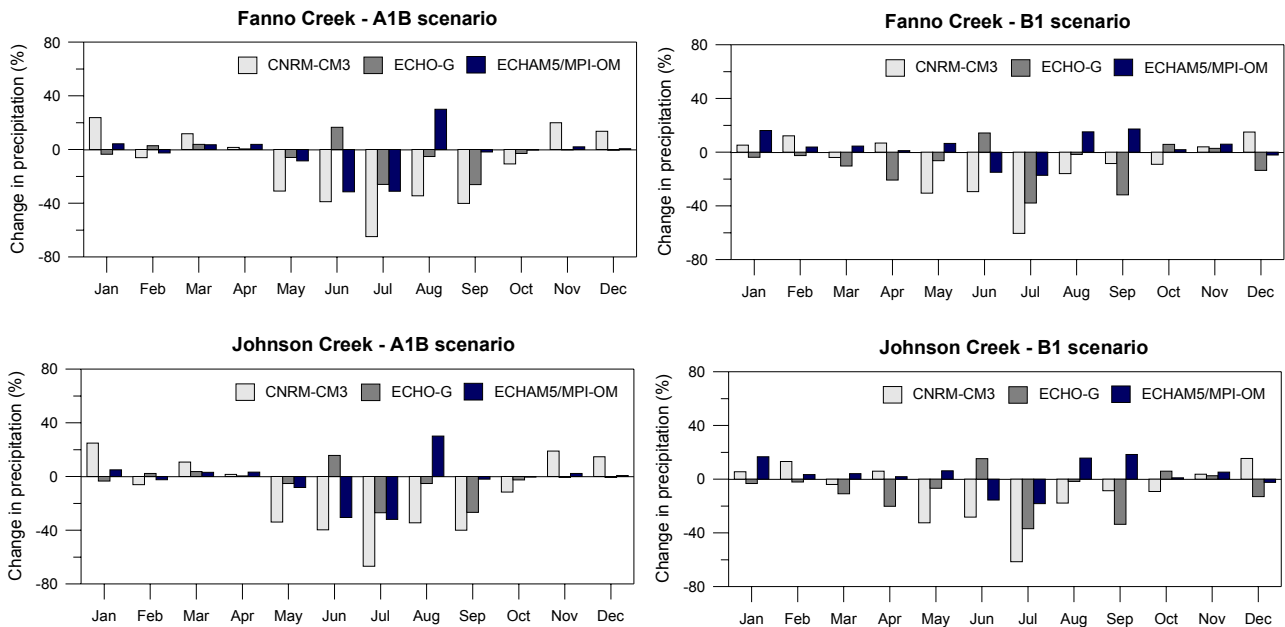 Fanno Creek - A1B scenario
Change in precipitation (%)
80
40
0
-40
-80
CNRM-CM3 ECHO-G ECHAM5/MPI-OM
Jan Feb Mar Apr May Jun Jul Aug Sep Oct Nov Dec
Fanno Creek - B1 scenario
Change in precipitation (%)
80
40
0
-40
-80
CNRM-CM3 ECHO-G ECHAM5/MPI-OM
Jan Feb Mar Apr May Jun Jul Aug Sep Oct Nov Dec
Johnson Creek - A1B scenario
Change in precipitation (%)
80
40
0
-40
-80
CNRM-CM3 ECHO-G ECHAM5/MPI-OM
Jan Feb Mar Apr May Jun Jul Aug Sep Oct Nov Dec
Johnson Creek - B1 scenario
Change in precipitation (%)
80
40
0
-40
-80
CNRM-CM3 ECHO-G ECHAM5/MPI-OM
Jan Feb Mar Apr May Jun Jul Aug Sep Oct Nov Dec